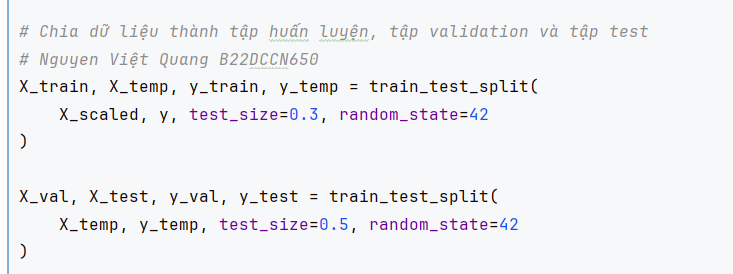 # Chia dữ liệu thành tập huấn luyện, tập validation và tập test
# Nguyen Việt Quang B22DCCN650
X_train, X_temp, y_train, y_temp = train_test_split(
    X_scaled, y, test_size=0.3, random_state=42
)
X_val, X_test, y_val, y_test = train_test_split(
    X_temp, y_temp, test_size=0.5, random_state=42
)